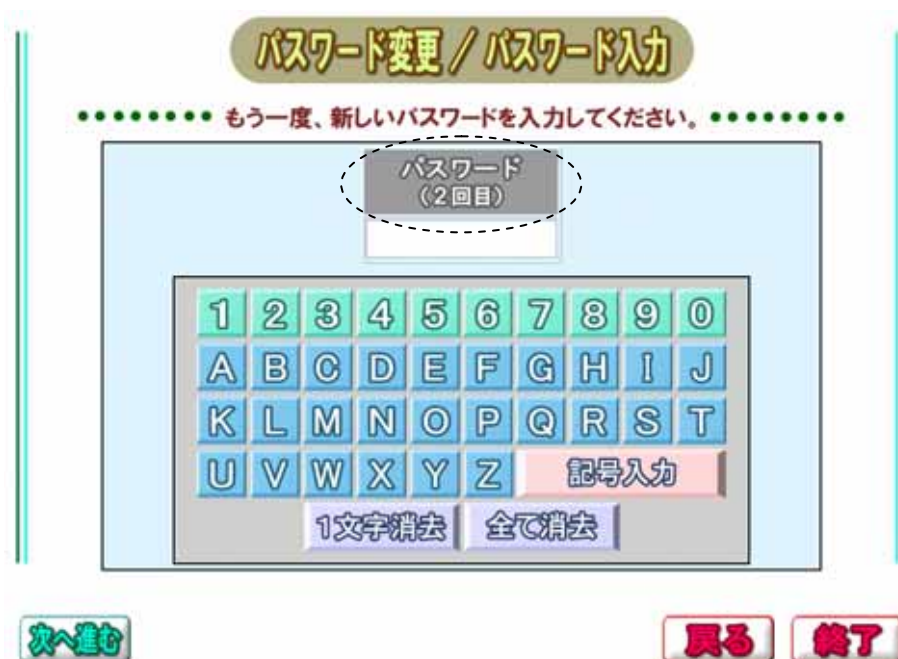 パスワード変更 / パスワード入力
もう一度、新しいパスワードを入力してください。
パスワード
(2回目)
1 2 3 4 5 6 7 8 9 0
A B C D E F G H I J
K L M N O P Q R S T
U V W X Y Z 記号入力
1文字消去 全て消去
次へ進む 戻る 終了